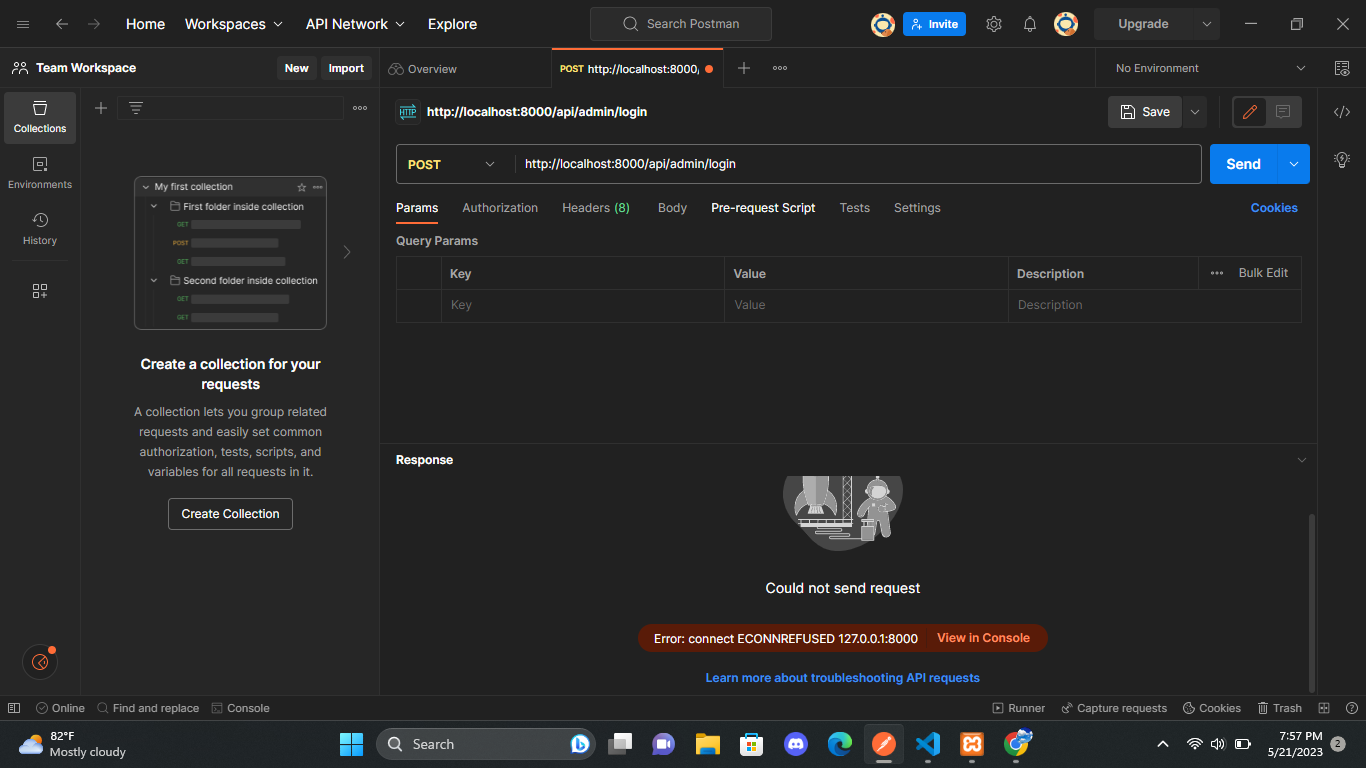 Home Workspaces API Network Explore Search Postman Invite Upgrade
Team Workspace New Import Overview POST http://localhost:8000/ No Environment
Collections
Environments
History
My first collection
First folder inside collection
GET
POST
GET
Second folder inside collection
GET
GET
Create a collection for your
requests
A collection lets you group related
requests and easily set common
authorization, tests, scripts, and
variables for all requests in it.
Create Collection
HTTP http://localhost:8000/api/admin/login Save
POST http://localhost:8000/api/admin/login Send
Params Authorization Headers (8) Body Pre-request Script Tests Settings Cookies
Query Params
Key Value Description Bulk Edit
Key Value Description
Response
Could not send request
Error: connect ECONNREFUSED 127.0.0.1:8000 View in Console
Learn more about troubleshooting API requests
Online Find and replace Console Runner Capture requests Cookies Trash
82°F
Mostly cloudy
Search
7:57 PM
5/21/2023
2